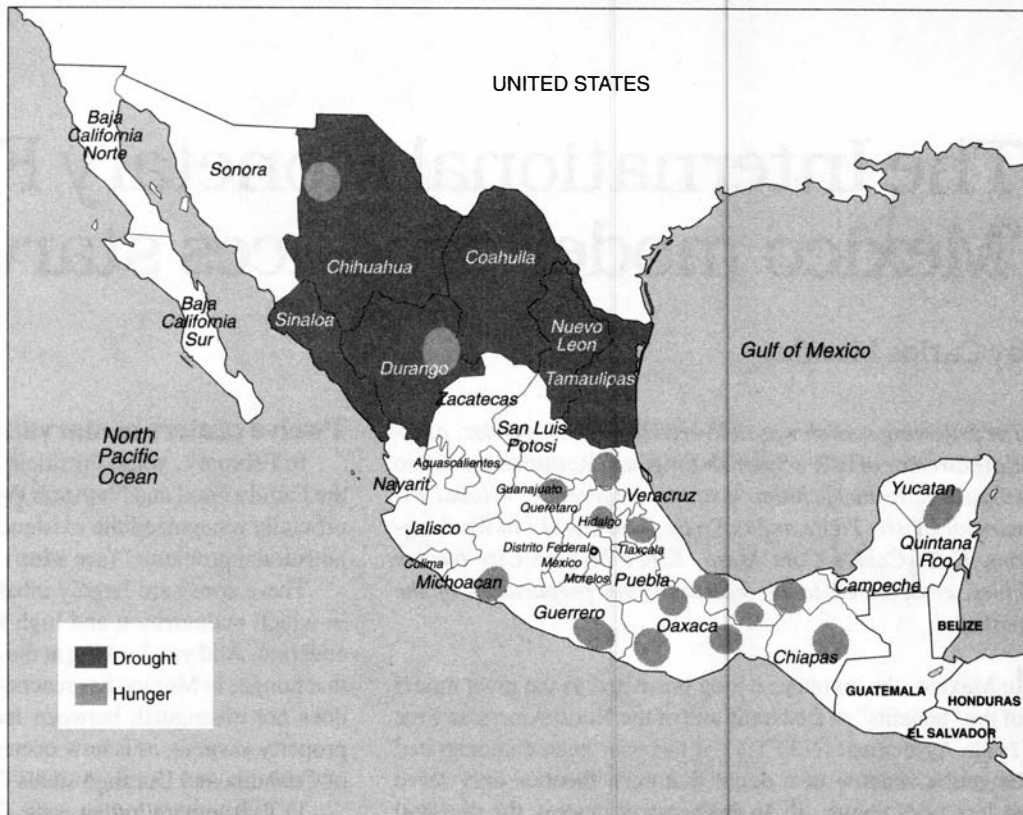 UNITED STATES
Baja
California
Norte
Sonora
Chihuahua
Coahuila
Baja
California
Sur
Sinaloa
Durango
Nuevo
Leon
Tamaulipas
Gulf of Mexico
North
Pacific
Ocean
Zacatecas
San Luis
Potosi
Aguascalientes
Nayarit
Guanajuato
Queretaro
Veracruz
Hidalgo
Jalisco
Distrito Federal
Tlaxcala
Colima
México
Michoacan
Morelos
Puebla
Guerrero
Oaxaca
Yucatan
Quintana
Roo
Campeche
Chiapas
BELIZE
GUATEMALA
HONDURAS
EL SALVADOR
Drought
Hunger